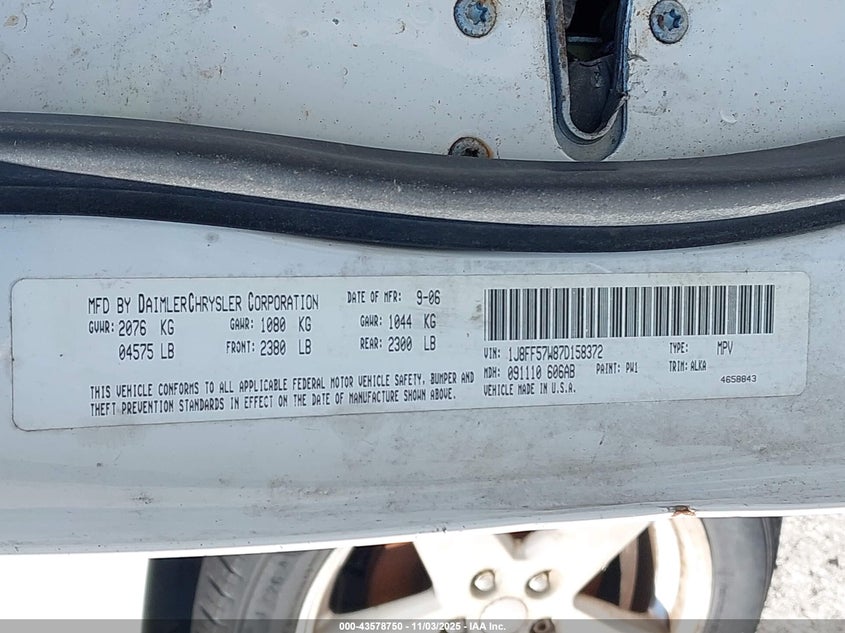 MFD BY DAIMLERCHRYSLER CORPORATION DATE OF MFR: 9-06
GVWR: 2076 KG GAWR: 1080 KG GAWR: 1044 KG
04575 LB FRONT: 2380 LB REAR: 2300 LB
THIS VEHICLE CONFORMS TO ALL APPLICABLE FEDERAL MOTOR VEHICLE SAFETY, BUMPER AND
THEFT PREVENTION STANDARDS IN EFFECT ON THE DATE OF MANUFACTURE SHOWN ABOVE.
VIN: 1J8FF57W87D158372 TYPE: MPV
MDH: 091110 606AB PAINT: PW1 TRIM: ALKA
VEHICLE MADE IN U.S.A. 4658843
000-43578750 — 11/03/2025 — IAA Inc.